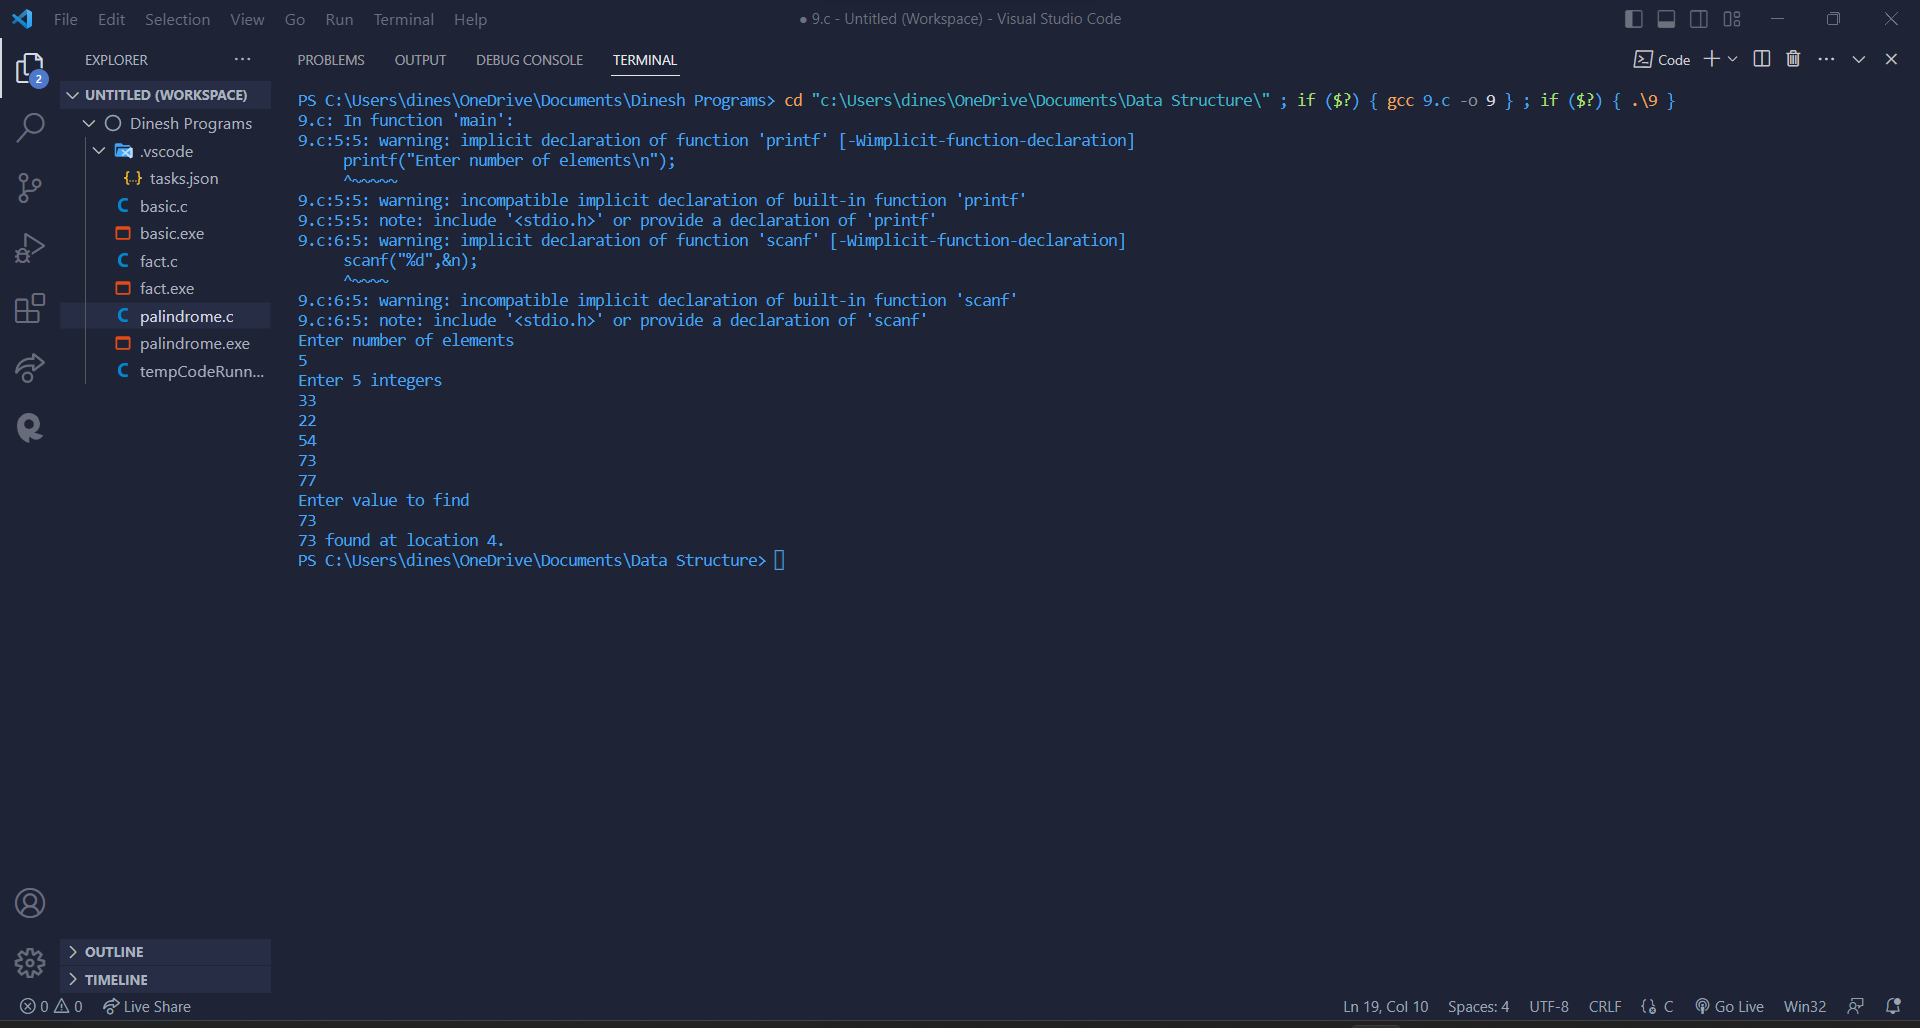 File Edit Selection View Go Run Terminal Help
● 9.c - Untitled (Workspace) - Visual Studio Code
EXPLORER ···
2
UNTITLED (WORKSPACE)
Dinesh Programs
.vscode
{..} tasks.json
C basic.c
basic.exe
C fact.c
fact.exe
C palindrome.c
palindrome.exe
C tempCodeRunn...
OUTLINE
TIMELINE
PROBLEMS OUTPUT DEBUG CONSOLE TERMINAL
Code
PS C:\Users\dines\OneDrive\Documents\Dinesh Programs> cd "c:\Users\dines\OneDrive\Documents\Data Structure\" ; if ($?) { gcc 9.c -o 9 } ; if ($?) { .\9 }
9.c: In function 'main':
9.c:5:5: warning: implicit declaration of function 'printf' [-Wimplicit-function-declaration]
printf("Enter number of elements\n");
^~~~~~
9.c:5:5: warning: incompatible implicit declaration of built-in function 'printf'
9.c:5:5: note: include '<stdio.h>' or provide a declaration of 'printf'
9.c:6:5: warning: implicit declaration of function 'scanf' [-Wimplicit-function-declaration]
scanf("%d",&n);
^~~~~
9.c:6:5: warning: incompatible implicit declaration of built-in function 'scanf'
9.c:6:5: note: include '<stdio.h>' or provide a declaration of 'scanf'
Enter number of elements
5
Enter 5 integers
33
22
54
73
77
Enter value to find
73
73 found at location 4.
PS C:\Users\dines\OneDrive\Documents\Data Structure>
0 0 Live Share
Ln 19, Col 10 Spaces: 4 UTF-8 CRLF C Go Live Win32